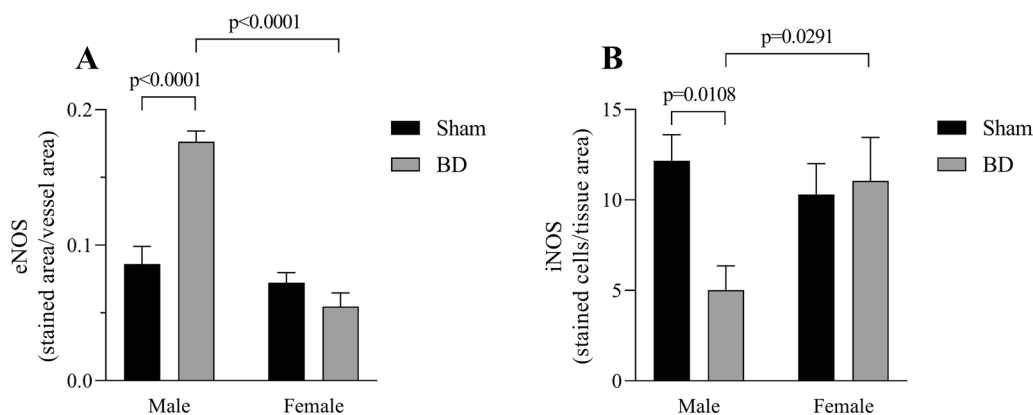 A
p<0.0001
p<0.0001
eNOS
(stained area/vessel area)
0.2
0.1
0.0
Male
Female
Sham
BD
B
p=0.0291
p=0.0108
iNOS
(stained cells/tissue area)
15
10
5
0
Male
Female
Sham
BD